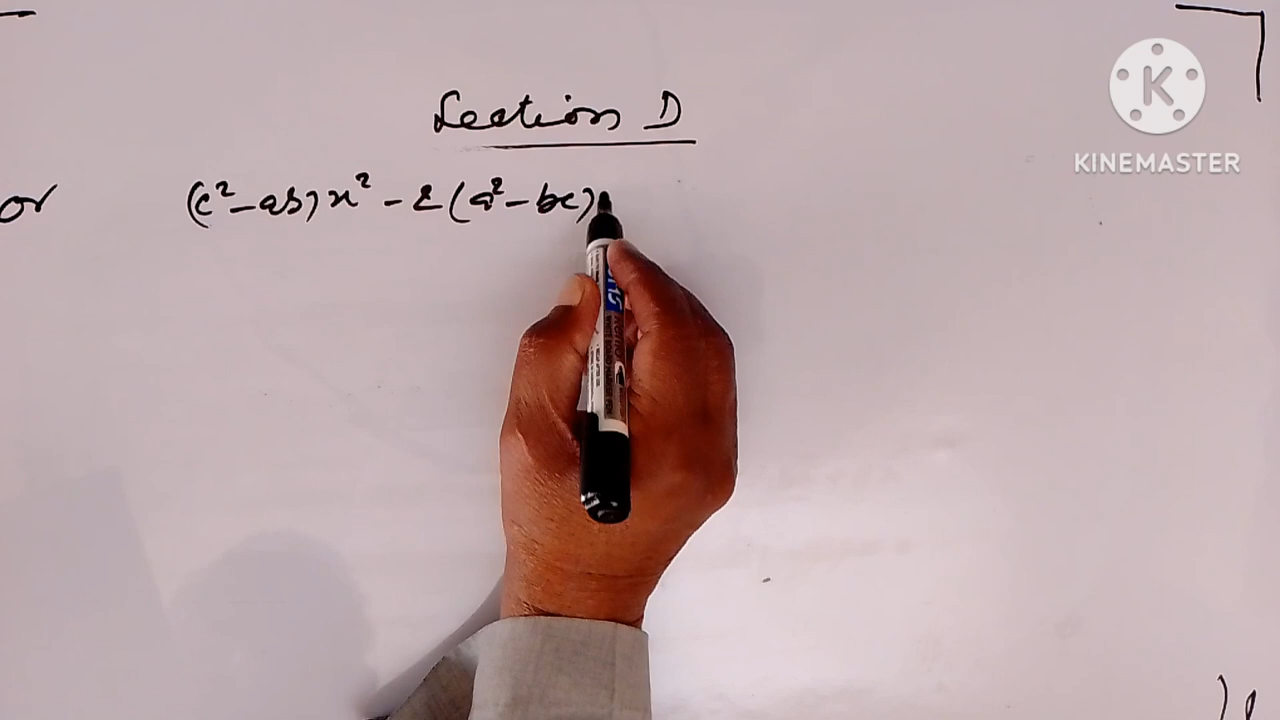 Section D
or (c²-ab)x² - 2(a²-bc)
KINEMASTER